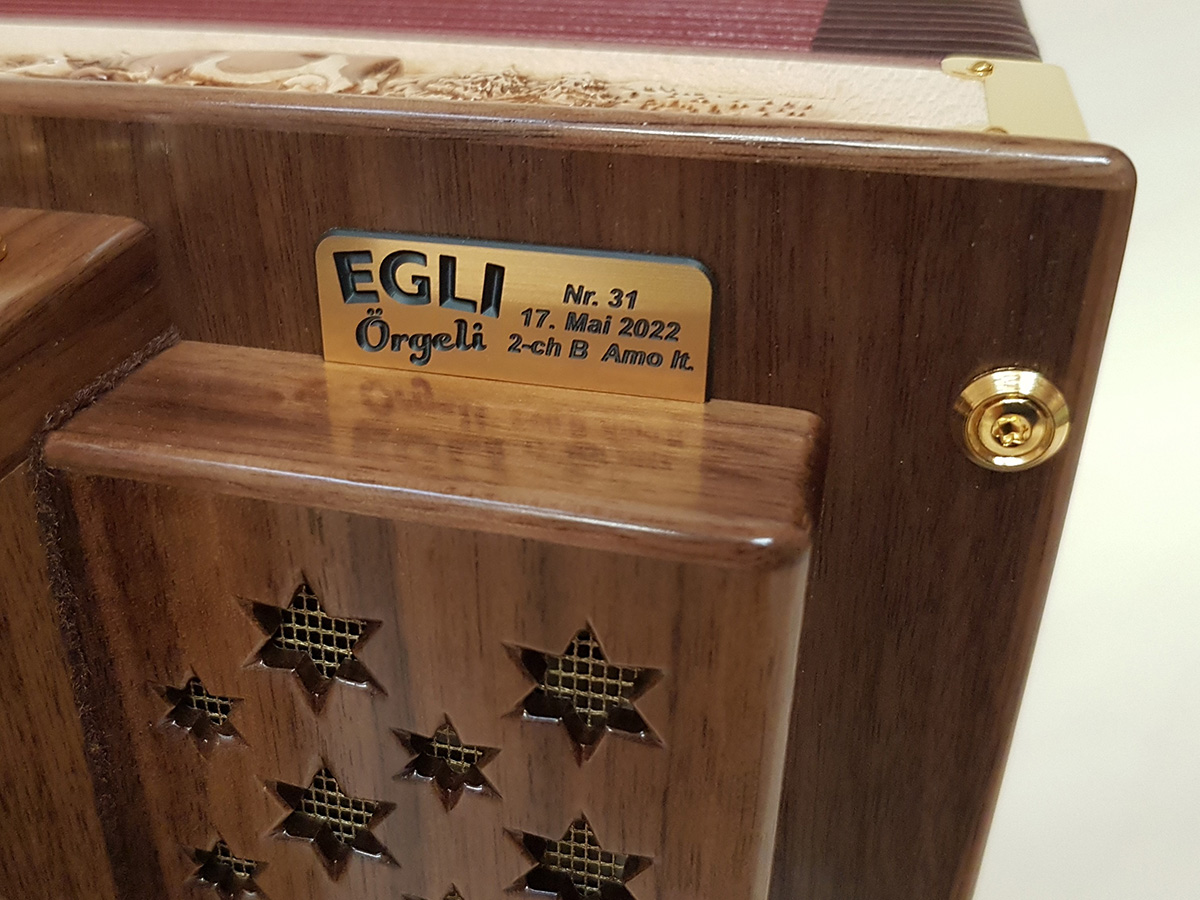 EGLI
Örgeli
Nr. 31
17. Mai 2022
2-ch B Amo It.